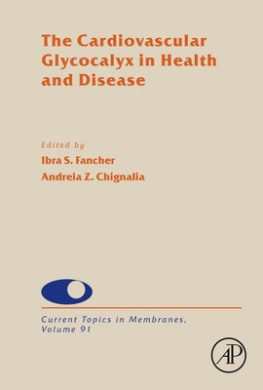 The Cardiovascular
Glycocalyx in Health
and Disease
Edited by
Ibra S. Fancher
Andreia Z. Chignalia
Current Topics in Membranes,
Volume 91
AP